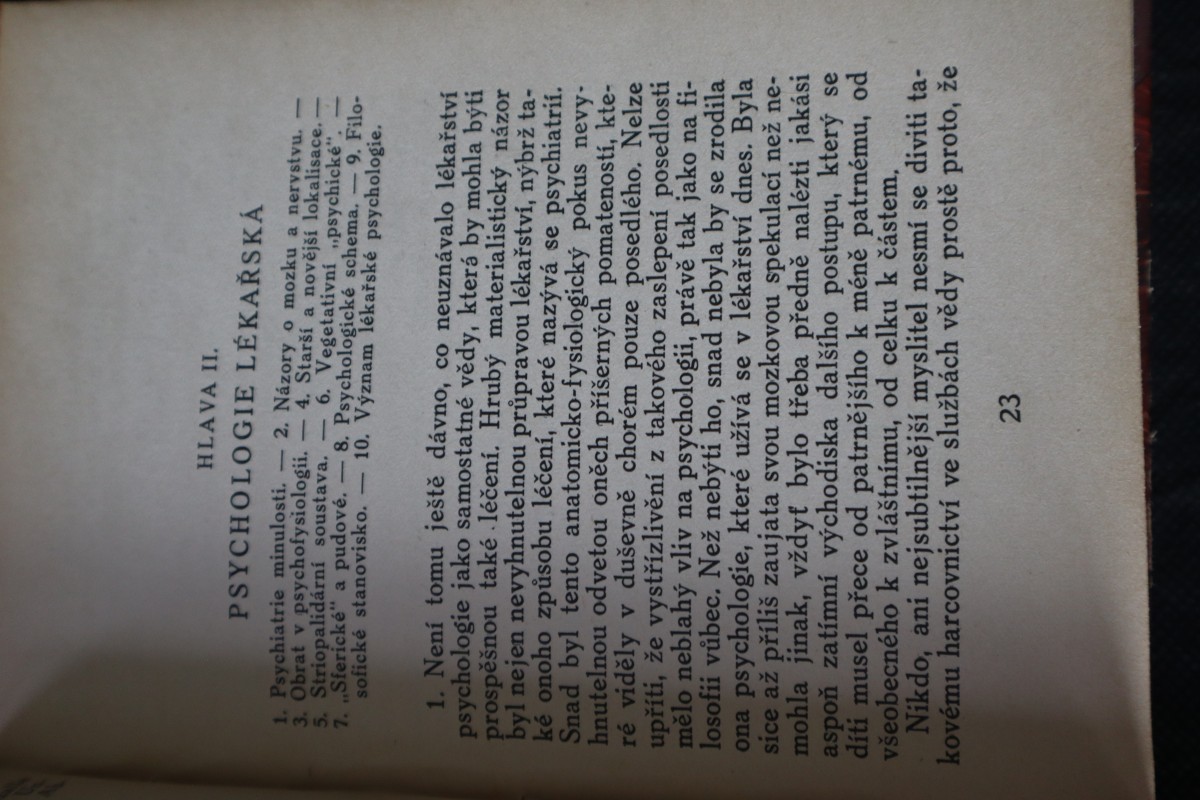 HLAVA II.
PSYCHOLOGIE LÉKAŘSKÁ
1. Psychiatrie minulosti. — 2. Názory o mozku a nervstvu. —
3. Obrat v psychofysiologii. — 4. Starší a novější lokalisace. —
5. Striopalidární soustava. — 6. Vegetativní „psychické“. —
7. „Sferické“ a pudové. — 8. Psychologické schema. — 9. Filo-
sofické stanovisko. — 10. Význam lékařské psychologie.
1. Není tomu ještě dávno, co neuznávalo lékařství
psychologie jako samostatné vědy, která by mohla býti
prospěšnou také léčení. Hrubý materialistický názor
byl nejen nevyhnutelnou průpravou lékařství, nýbrž ta-
ké onoho způsobu léčení, které nazývá se psychiatrií.
Snad byl tento anatomicko-fysiologický pokus nevy-
hnutelnou odvetou oněch příšerných pomateností, kte-
ré viděly v duševně chorém pouze posedlého. Nelze
upříti, že vystřízlivění z takového zaslepení posedlosti
mělo neblahý vliv na psychologii, právě tak jako na fi-
losofii vůbec. Než nebýti ho, snad nebyla by se zrodila
ona psychologie, které užívá se v lékařství dnes. Byla
sice až příliš zaujata svou mozkovou spekulací než ne-
mohla jinak, vždyť bylo třeba předně nalézti jakási
aspoň zatímní východiska dalšího postupu, který se
díti musel přece od patrnějšího k méně patrnému, od
všeobecného k zvláštnímu, od celku k částem.
Nikdo, ani nejsubtilnější myslitel nesmí se diviti ta-
kovému harcovnictví ve službách vědy prostě proto, že
23